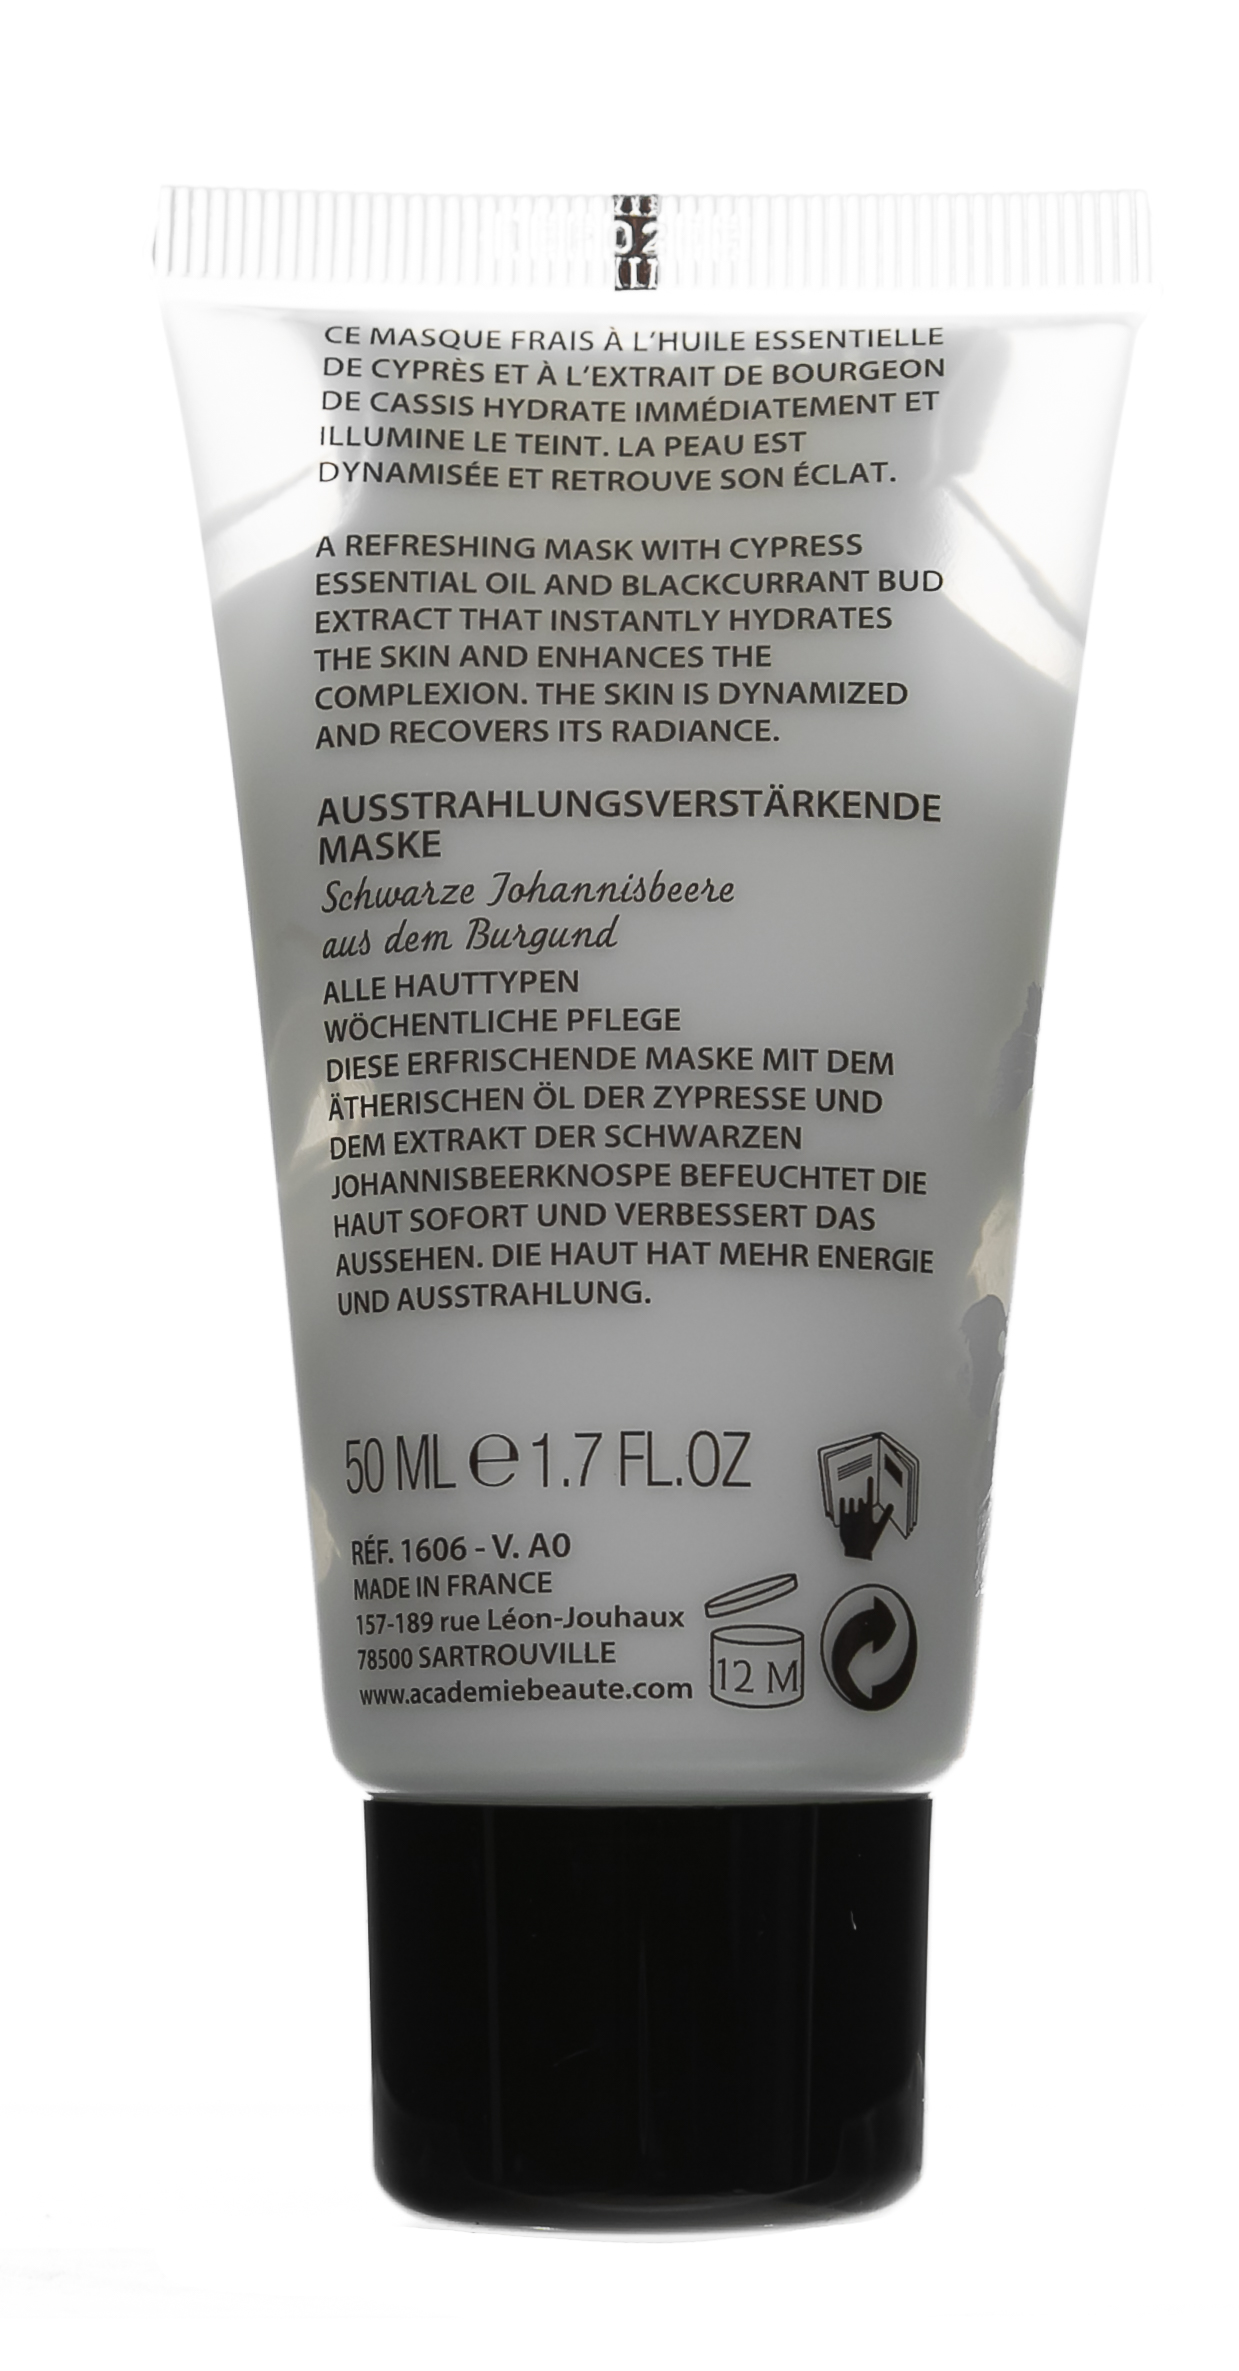 02
CE MASQUE FRAIS À L'HUILE ESSENTIELLE
DE CYPRÈS ET À L'EXTRAIT DE BOURGEON
DE CASSIS HYDRATE IMMÉDIATEMENT ET
ILLUMINE LE TEINT. LA PEAU EST
DYNAMISÉE ET RETROUVE SON ÉCLAT.
A REFRESHING MASK WITH CYPRESS
ESSENTIAL OIL AND BLACKCURRANT BUD
EXTRACT THAT INSTANTLY HYDRATES
THE SKIN AND ENHANCES THE
COMPLEXION. THE SKIN IS DYNAMIZED
AND RECOVERS ITS RADIANCE.
AUSSTRAHLUNGSVERSTÄRKENDE
MASKE
Schwarze Johannisbeere
aus dem Burgund
ALLE HAUTTYPEN
WÖCHENTLICHE PFLEGE
DIESE ERFRISCHENDE MASKE MIT DEM
ÄTHERISCHEN ÖL DER ZYPRESSE UND
DEM EXTRAKT DER SCHWARZEN
JOHANNISBEERKNOSPE BEFEUCHTET DIE
HAUT SOFORT UND VERBESSERT DAS
AUSSEHEN. DIE HAUT HAT MEHR ENERGIE
UND AUSSTRAHLUNG.
50 ML e 1.7 FL.OZ
RÉF. 1606 - V. A0
MADE IN FRANCE
157-189 rue Léon-Jouhaux
78500 SARTROUVILLE
www.academiebeaute.com
12 M